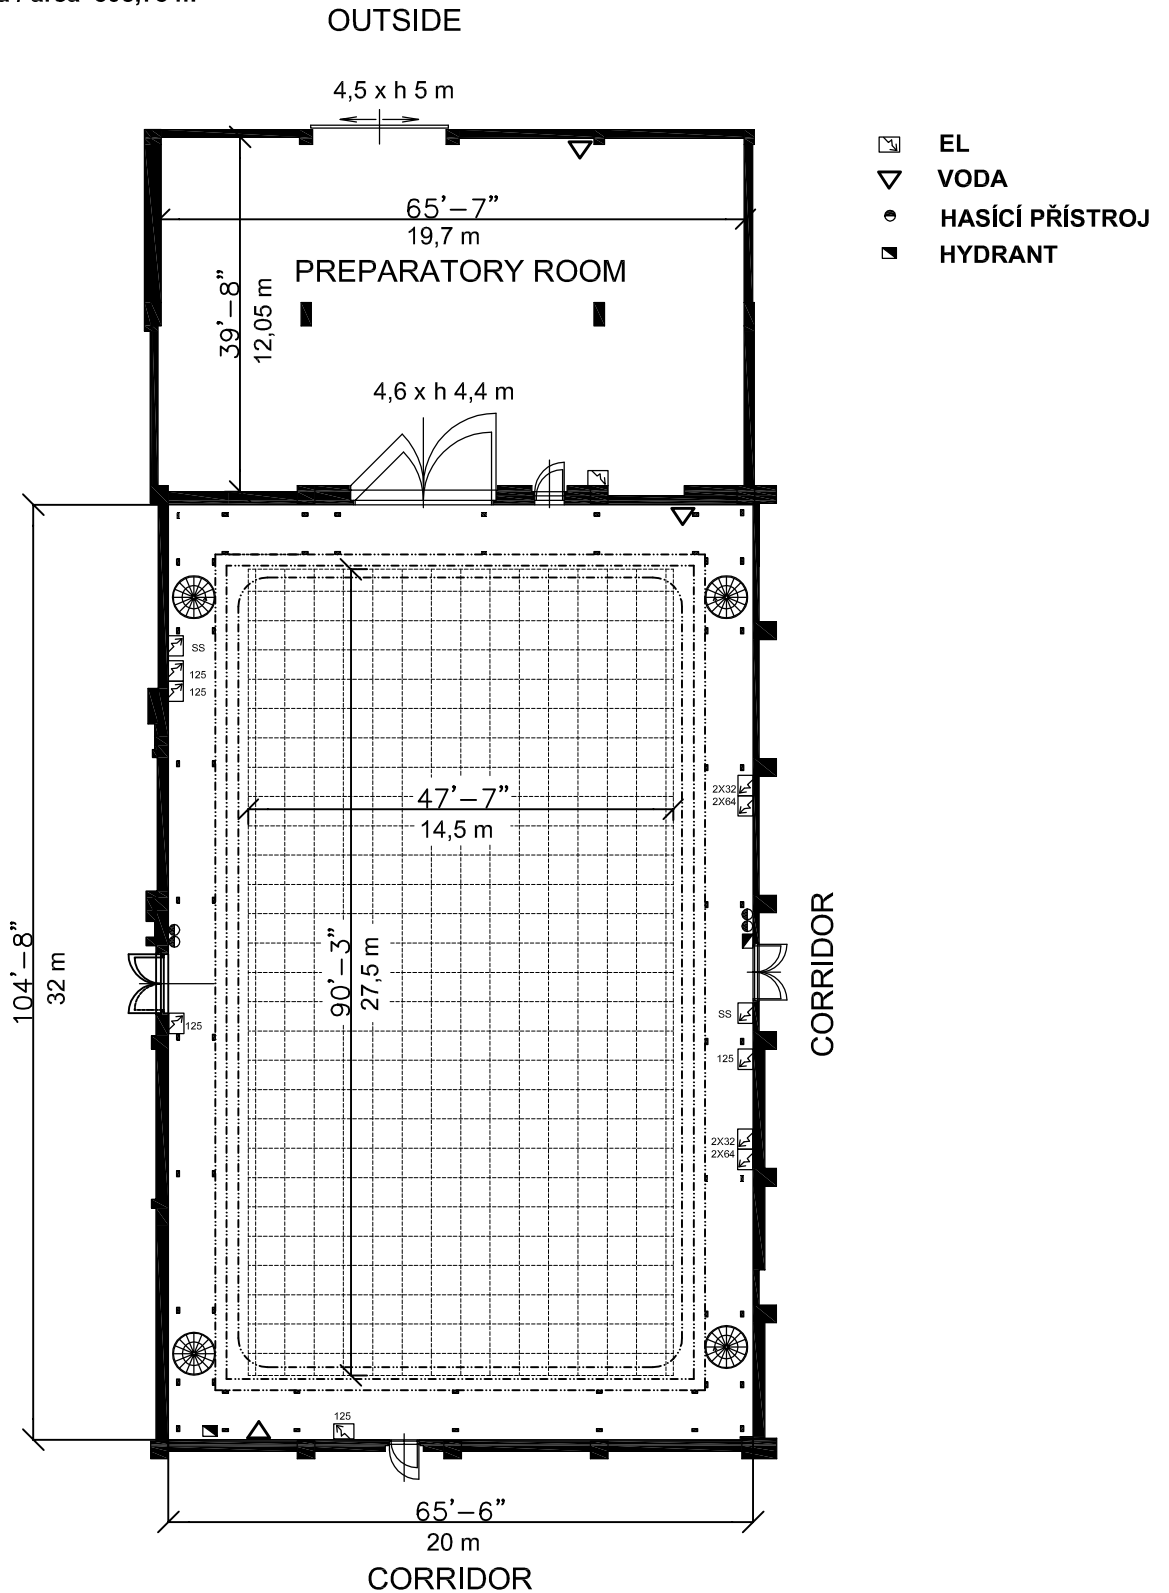 OUTSIDE
4,5 x h 5 m
EL
VODA
HASÍCÍ PŘÍSTROJ
HYDRANT
65’–7”
19,7 m
PREPARATORY ROOM
39’–8”
12,05 m
4,6 x h 4,4 m
SS
125
125
2X32
2X64
47’–7”
14,5 m
104’–8”
32 m
90’–3”
27,5 m
CORRIDOR
125
SS
125
2X32
2X64
125
65’–6”
20 m
CORRIDOR